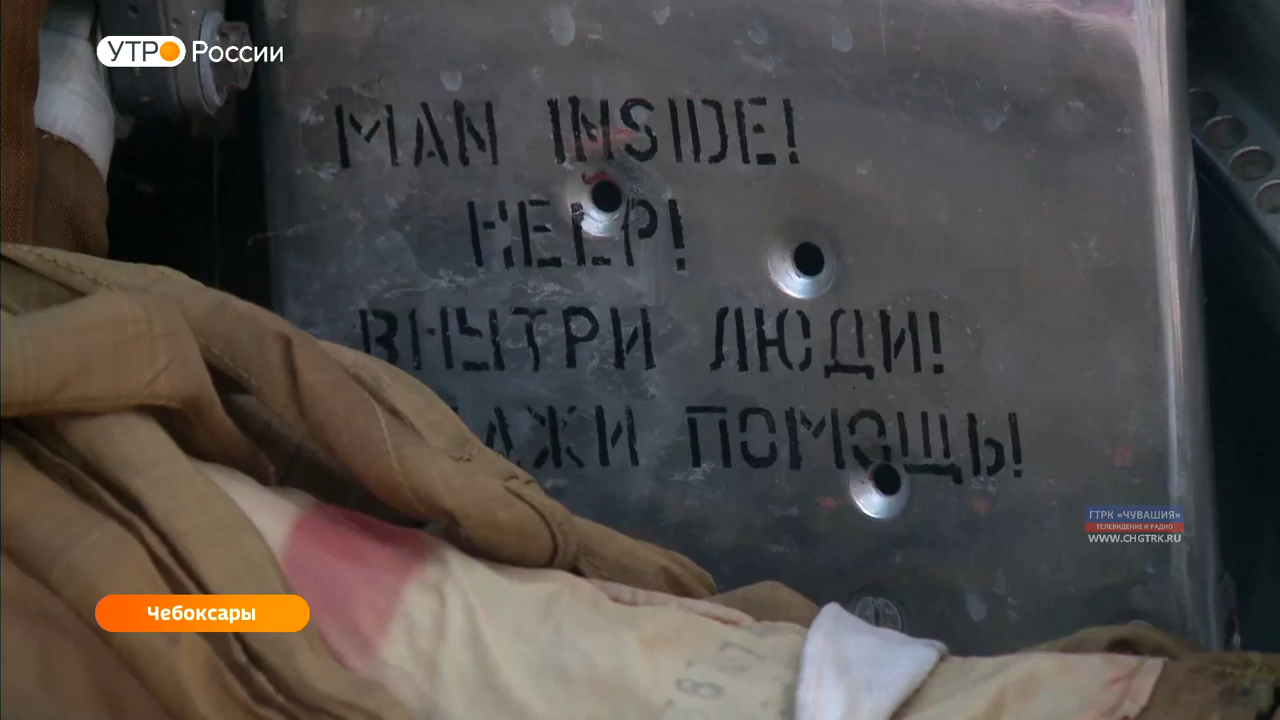 УТРО России
MAN INSIDE!
HELP!
ВНУТРИ ЛЮДИ!
ПОМОЩЬ!
ГТРК «ЧУВАШИЯ»
ТЕЛЕВИДЕНИЕ И РАДИО
WWW.CHGTRK.RU
Чебоксары